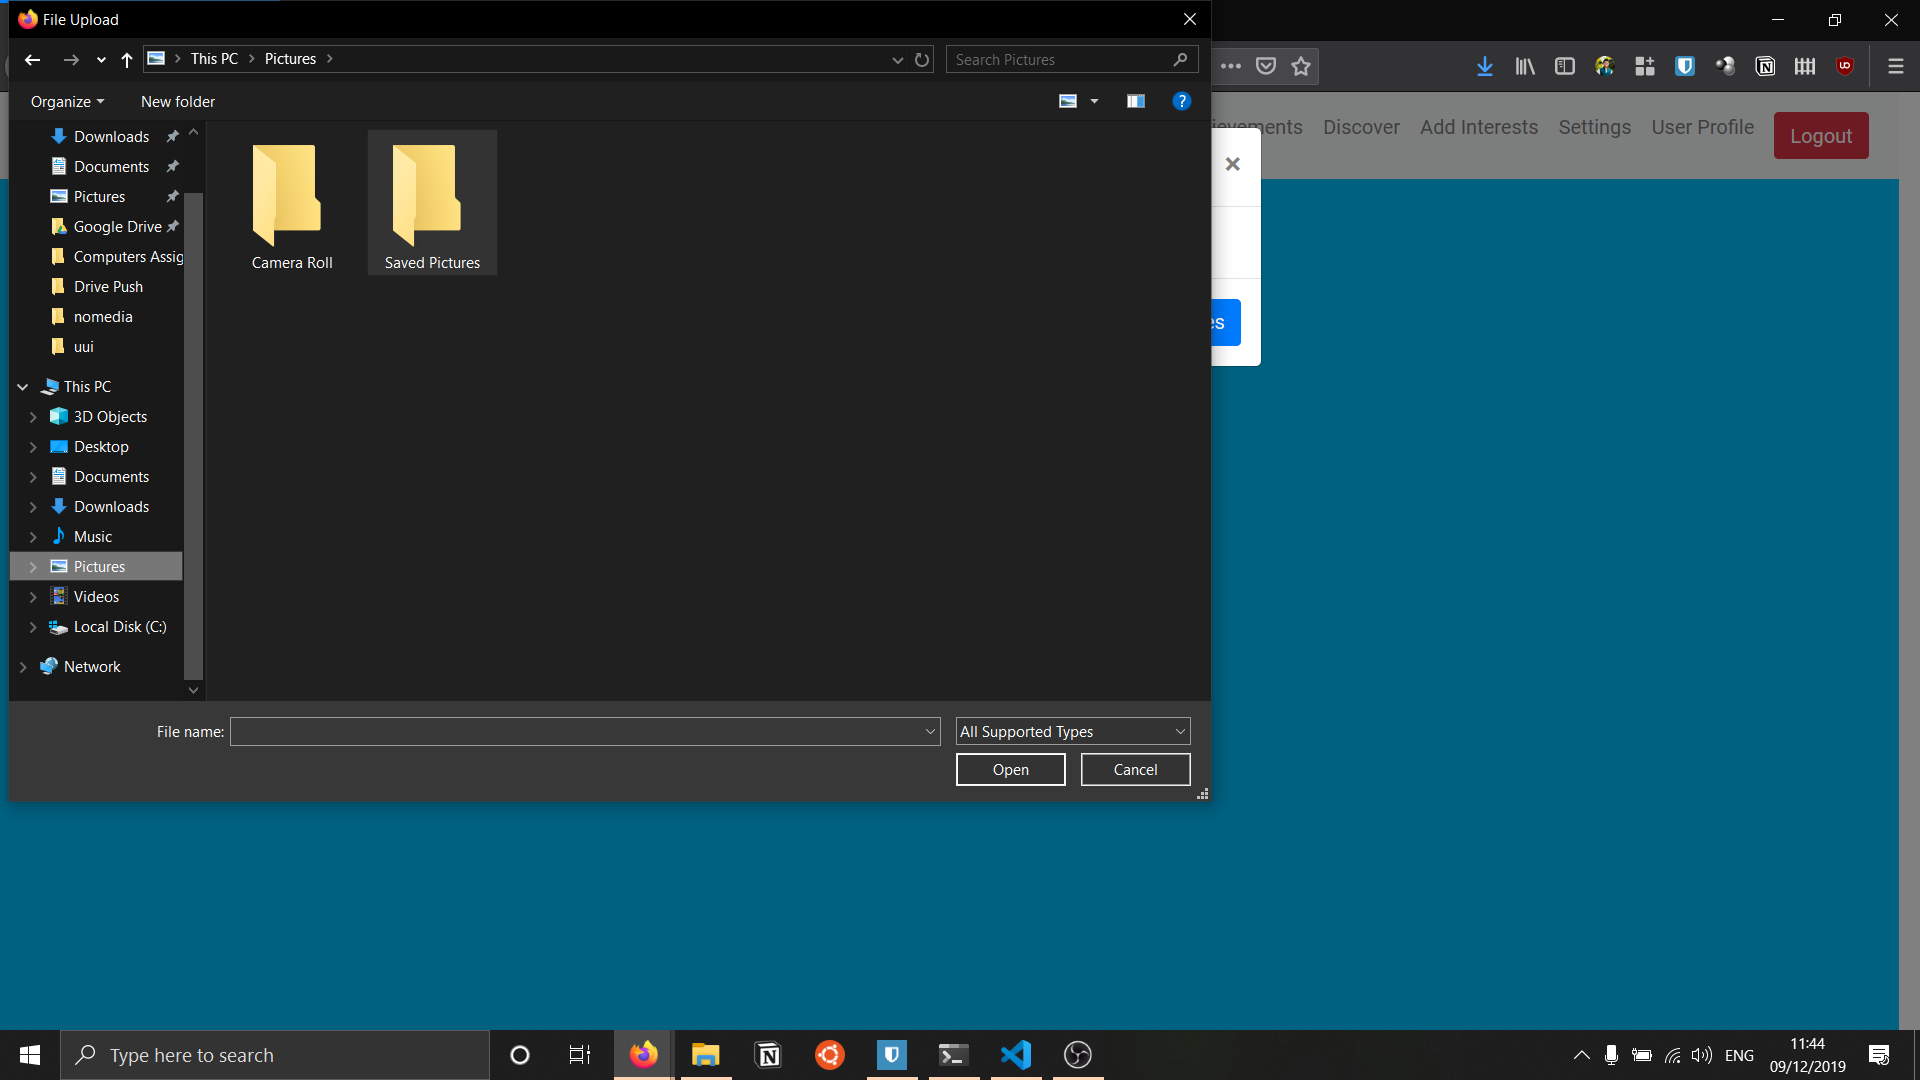 File Upload
This PC
Pictures
Search Pictures
Organize
New folder
Discover
Add Interests
Settings
User Profile
Logout
Downloads
Documents
Pictures
Google Drive
Computers Assig
Drive Push
nomedia
uui
This PC
3D Objects
Desktop
Documents
Downloads
Music
Pictures
Videos
Local Disk (C:)
Network
Camera Roll
Saved Pictures
×
es
File name:
All Supported Types
Open
Cancel
Type here to search
ENG
11:44
09/12/2019